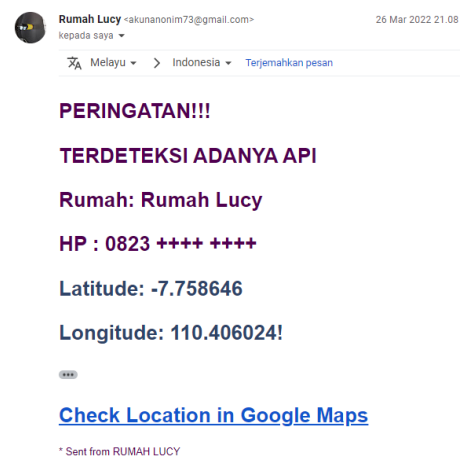 Rumah Lucy <akunanonim73@gmail.com> 26 Mar 2022 21.08
kepada saya
Melayu Indonesia Terjemahkan pesan
PERINGATAN!!!
TERDETEKSI ADANYA API
Rumah: Rumah Lucy
HP : 0823 ++++ ++++
Latitude: -7.758646
Longitude: 110.406024!
Check Location in Google Maps
* Sent from RUMAH LUCY